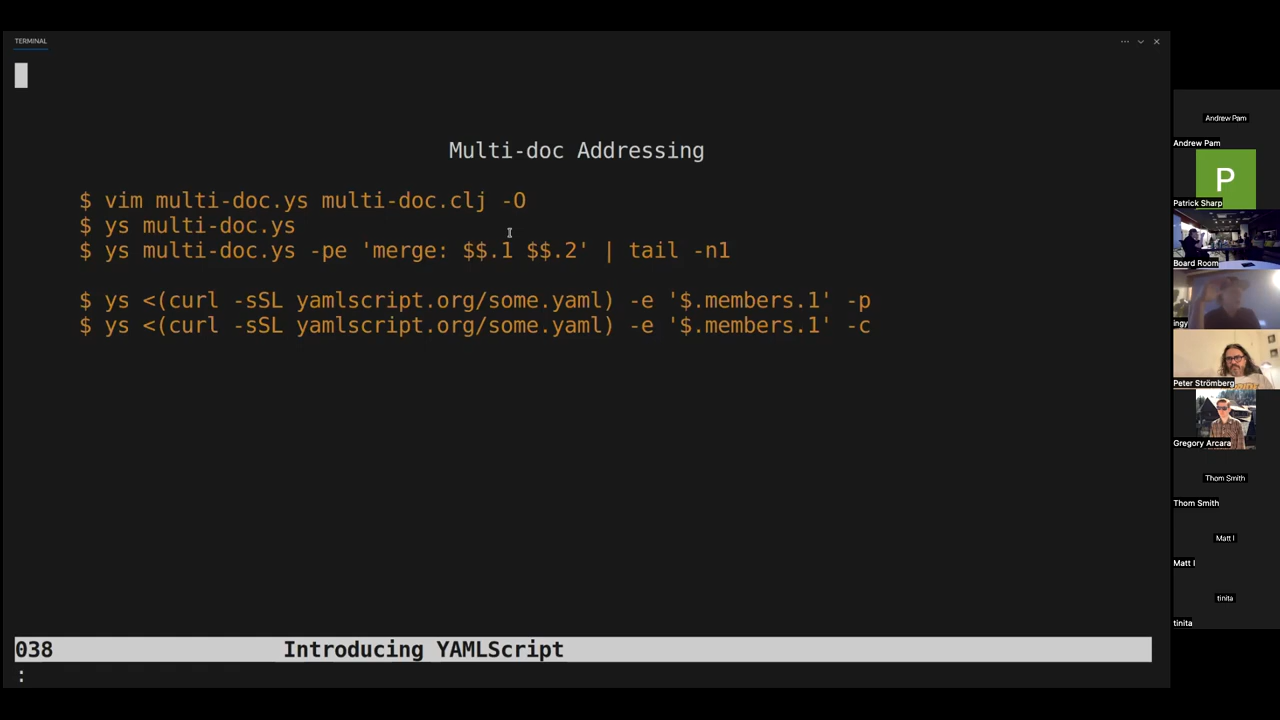 TERMINAL
Multi-doc Addressing
$ vim multi-doc.ys multi-doc.clj -O
$ ys multi-doc.ys
$ ys multi-doc.ys -pe 'merge: $$.1 $$.2' | tail -n1
$ ys <(curl -sSL yamlscript.org/some.yaml) -e '$.members.1' -p
$ ys <(curl -sSL yamlscript.org/some.yaml) -e '$.members.1' -c
038 Introducing YAMLScript
:
Andrew Pam
Andrew Pam
P
Patrick Sharp
Board Room
ingy
Peter Strömberg
Gregory Arcara
Thom Smith
Thom Smith
Matt I
Matt I
tinita
tinita